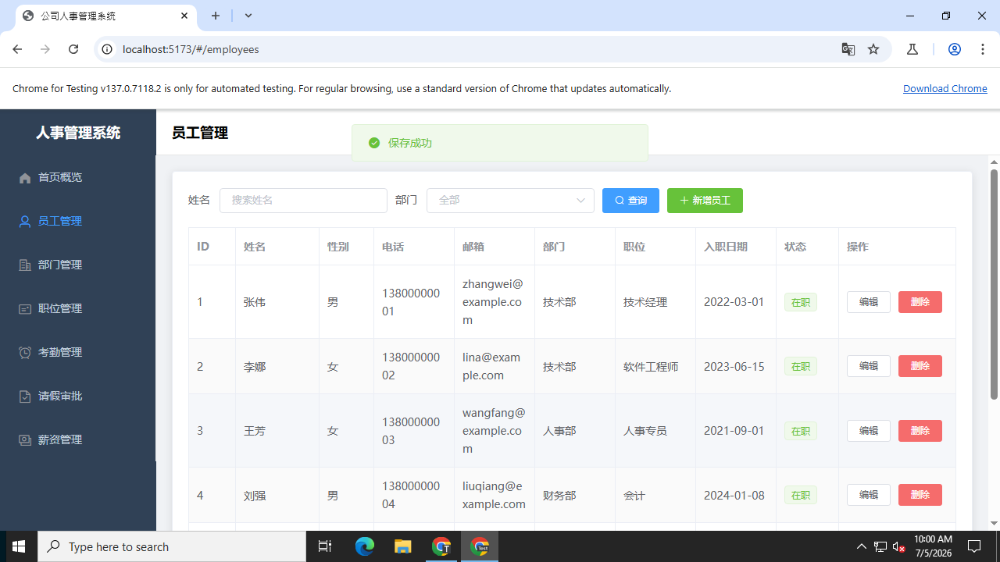 公司人事管理系统
localhost:5173/#/employees
Chrome for Testing v137.0.7118.2 is only for automated testing. For regular browsing, use a standard version of Chrome that updates automatically.
Download Chrome
人事管理系统
首页概览
员工管理
部门管理
职位管理
考勤管理
请假审批
薪资管理
员工管理
保存成功
姓名 搜索姓名 部门 全部 查询 新增员工
ID 姓名 性别 电话 邮箱 部门 职位 入职日期 状态 操作
1 张伟 男 13800000001 zhangwei@example.com 技术部 技术经理 2022-03-01 在职 编辑 删除
2 李娜 女 13800000002 lina@example.com 技术部 软件工程师 2023-06-15 在职 编辑 删除
3 王芳 女 13800000003 wangfang@example.com 人事部 人事专员 2021-09-01 在职 编辑 删除
4 刘强 男 13800000004 liuqiang@example.com 财务部 会计 2024-01-08 在职 编辑 删除
Type here to search
10:00 AM
7/5/2026